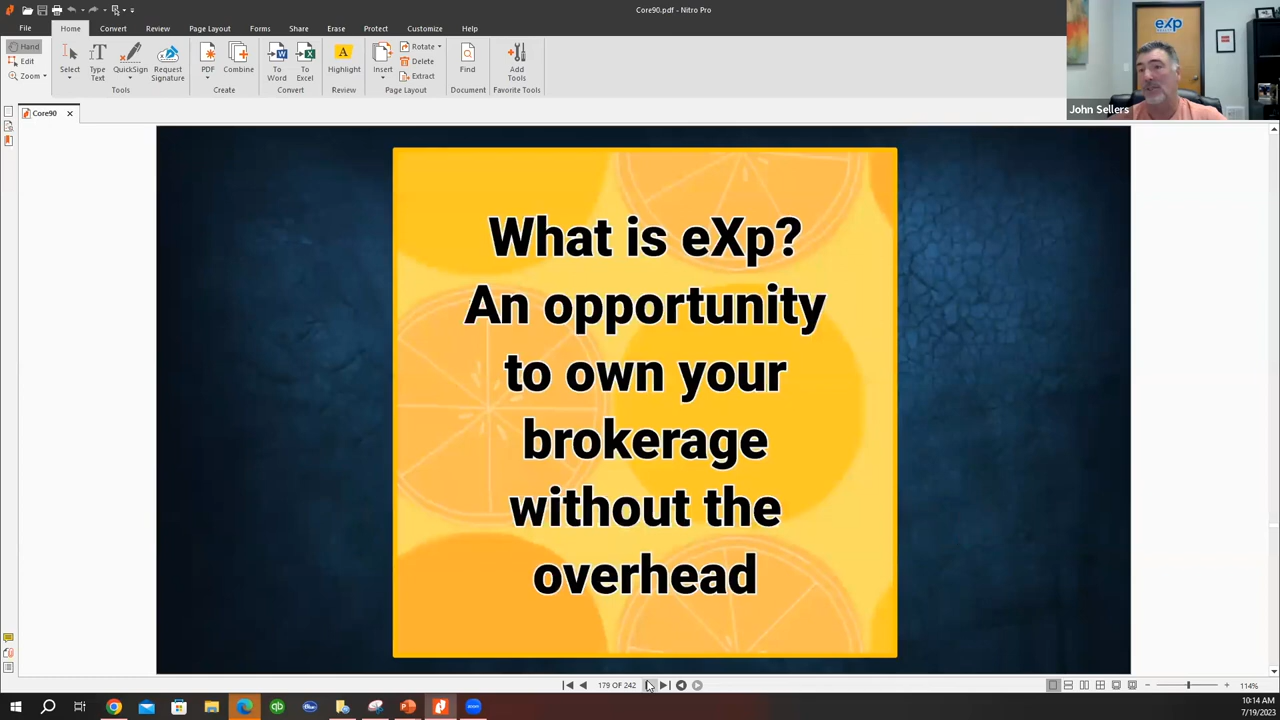 Core90.pdf - Nitro Pro
File Home Convert Review Page Layout Forms Share Erase Protect Customize Help
Hand
Edit
Zoom
Select
Type Text
QuickSign
Request Signature
Tools
PDF
Combine
Create
To Word
To Excel
Convert
Highlight
Review
Insert
Rotate
Delete
Extract
Page Layout
Find
Document
Add Tools
Favorite Tools
Core90
eXp
John Sellers
What is eXp?
An opportunity
to own your
brokerage
without the
overhead
179 OF 242
114%
10:14 AM
7/19/2023